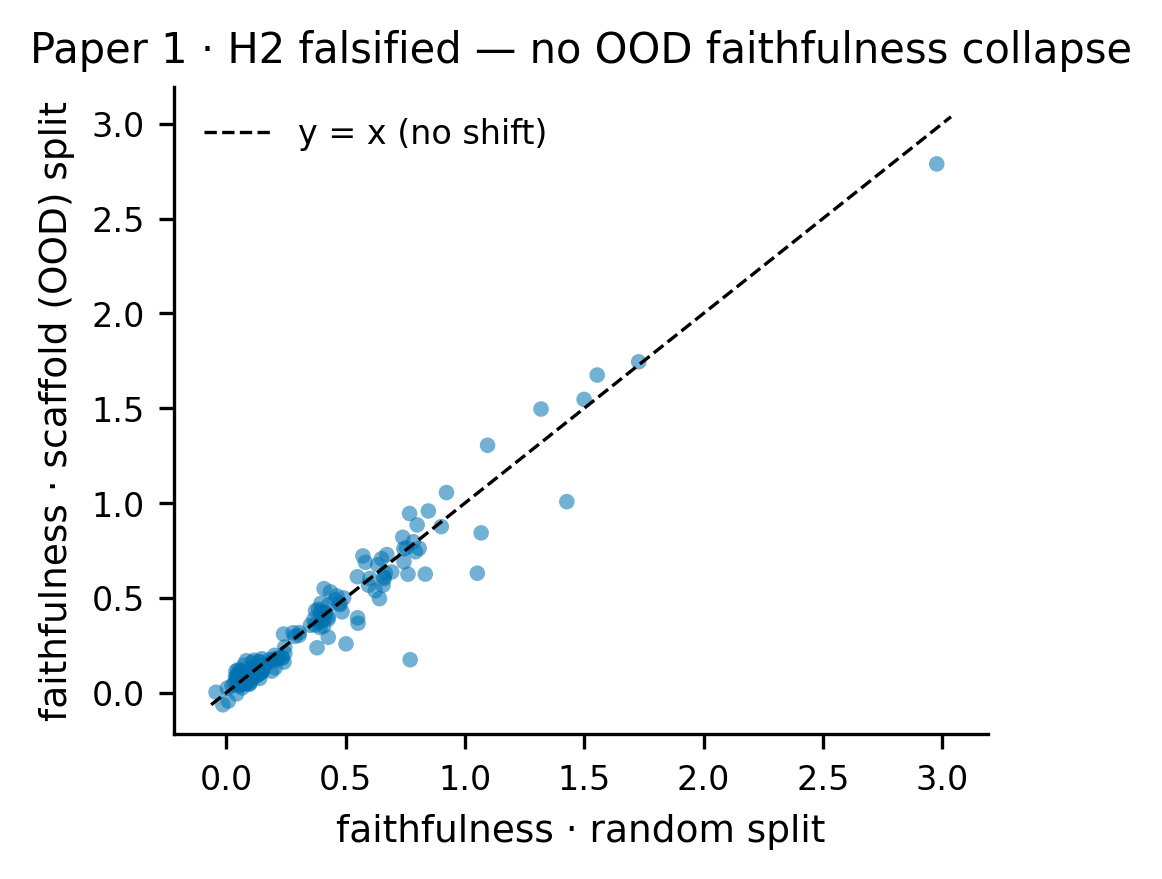 Paper 1 · H2 falsified — no OOD faithfulness collapse
y = x (no shift)
faithfulness · scaffold (OOD) split
3.0
2.5
2.0
1.5
1.0
0.5
0.0
0.0 0.5 1.0 1.5 2.0 2.5 3.0
faithfulness · random split